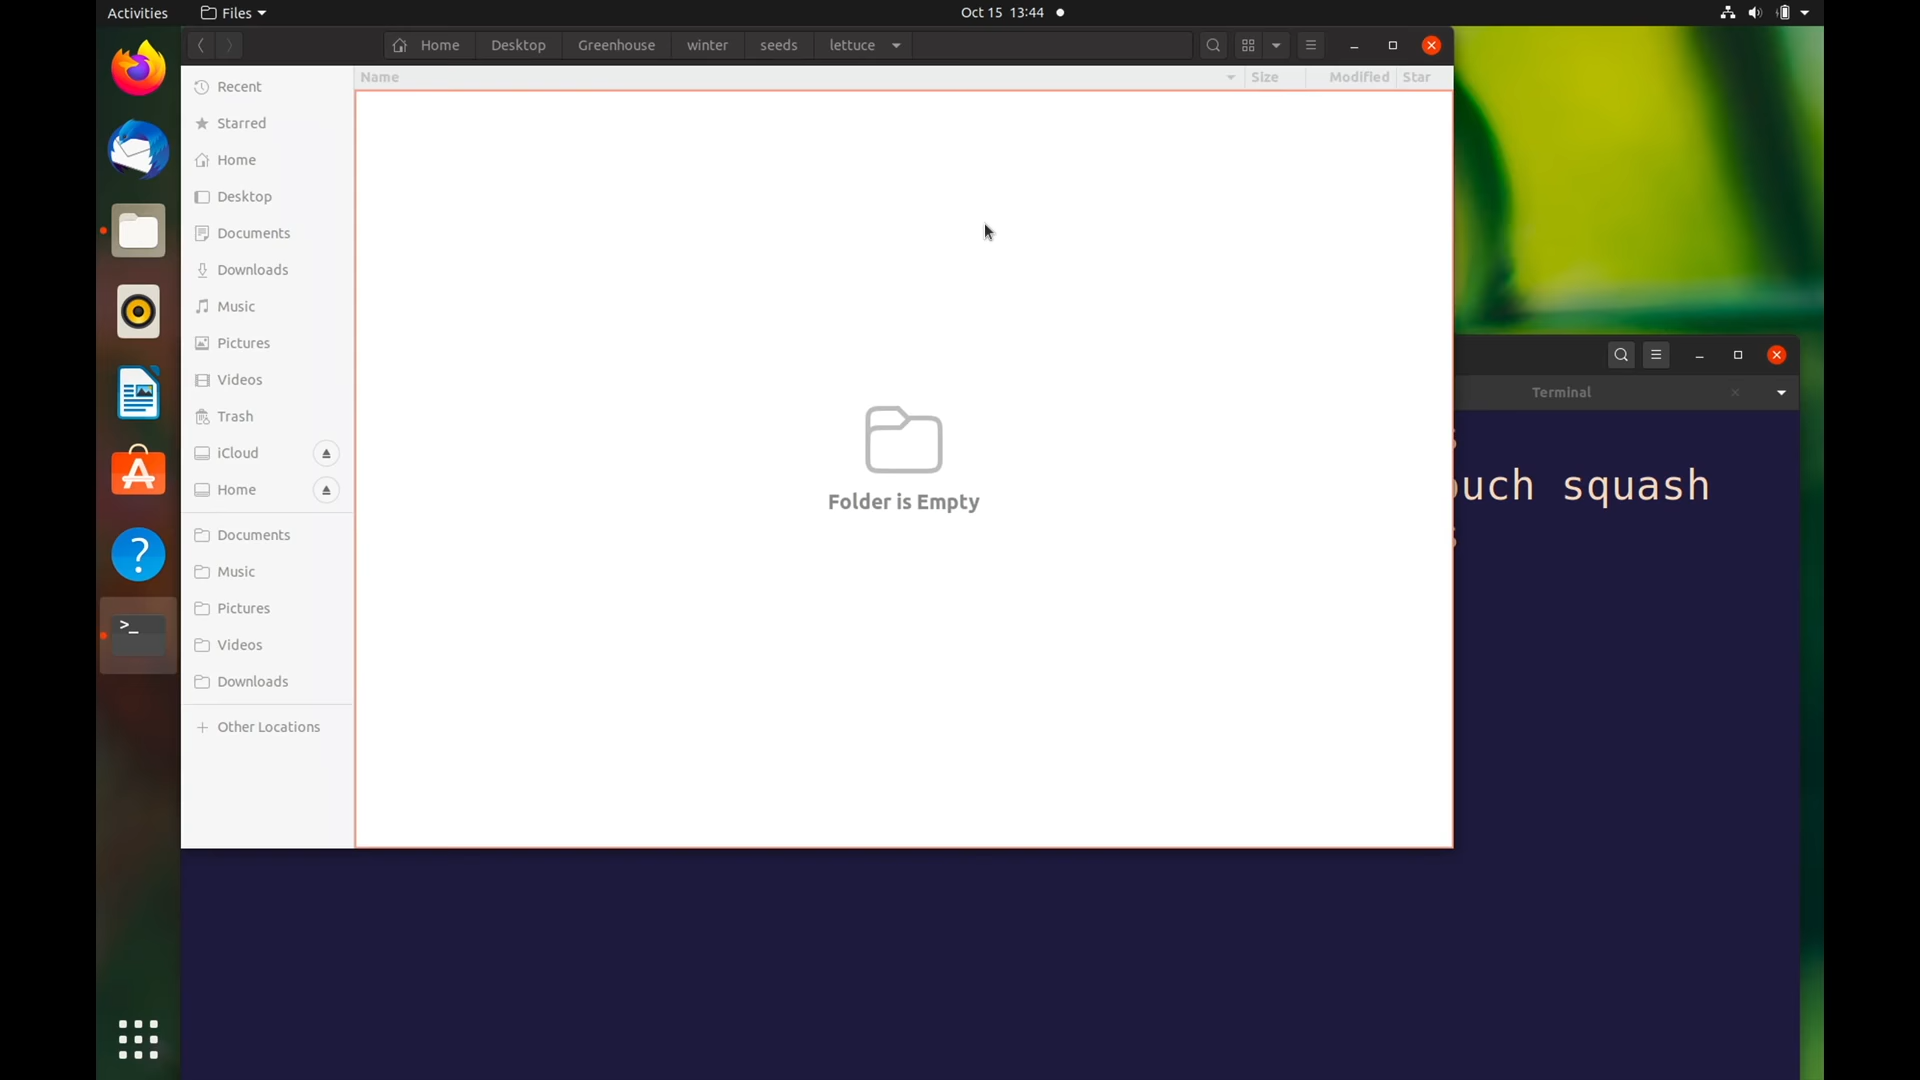 Activities Files Oct 15 13:44
Home Desktop Greenhouse winter seeds lettuce
Name Size Modified Star
Recent
Starred
Home
Desktop
Documents
Downloads
Music
Pictures
Videos
Trash
iCloud
Home
Documents
Music
Pictures
Videos
Downloads
Other Locations
Folder is Empty
Terminal
squash